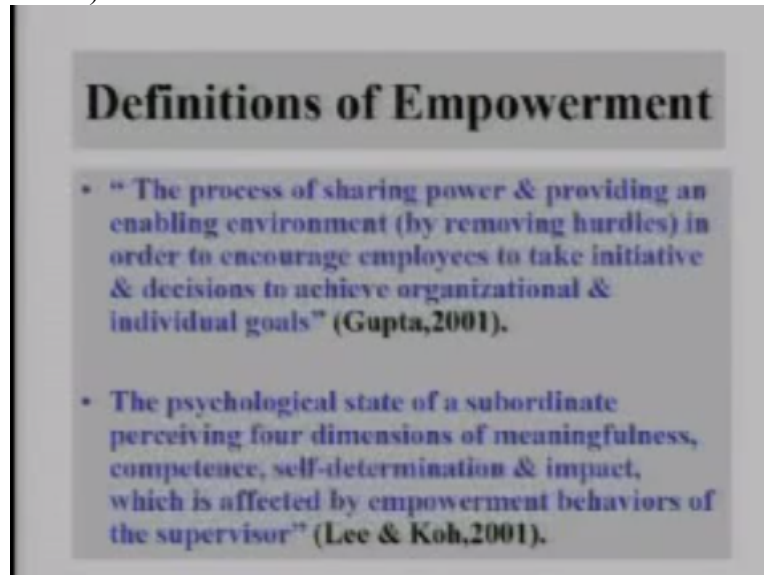 Definitions of Empowerment
• “ The process of sharing power & providing an
enabling environment (by removing hurdles) in
order to encourage employees to take initiative
& decisions to achieve organizational &
individual goals” (Gupta,2001).
• The psychological state of a subordinate
perceiving four dimensions of meaningfulness,
competence, self-determination & impact,
which is affected by empowerment behaviors of
the supervisor” (Lee & Koh,2001).